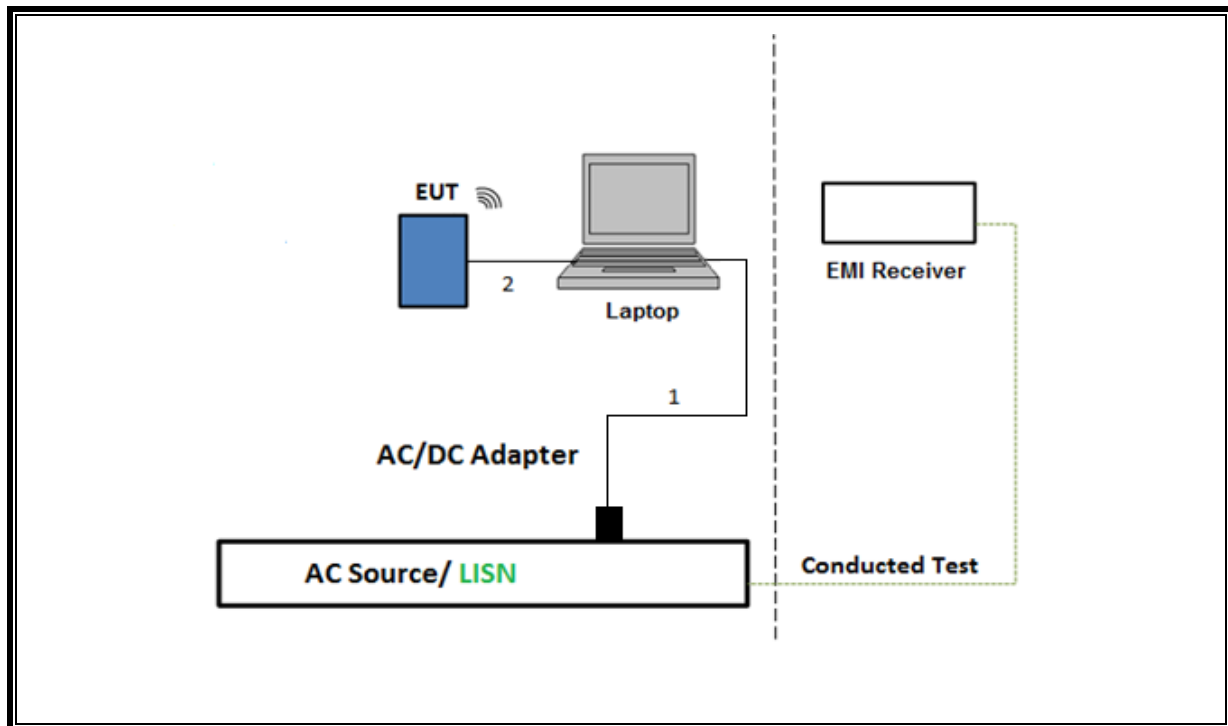 EUT
EMI Receiver
2
Laptop
1
AC/DC Adapter
AC Source/ LISN
Conducted Test